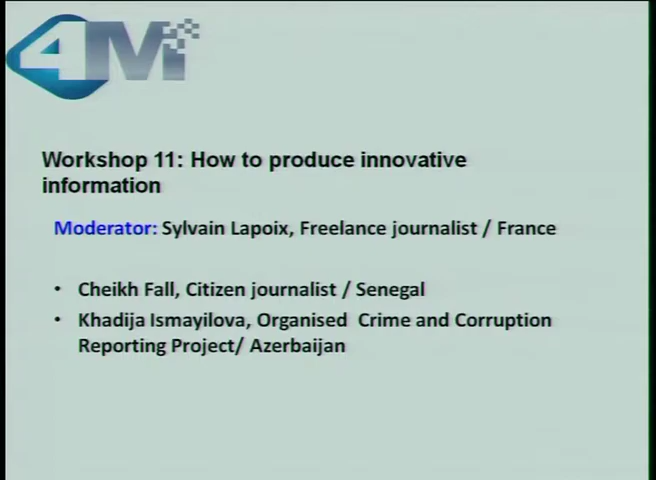 4M
Workshop 11: How to produce innovative
information
Moderator: Sylvain Lapoix, Freelance journalist / France
• Cheikh Fall, Citizen journalist / Senegal
• Khadija Ismayilova, Organised  Crime and Corruption
Reporting Project/ Azerbaijan